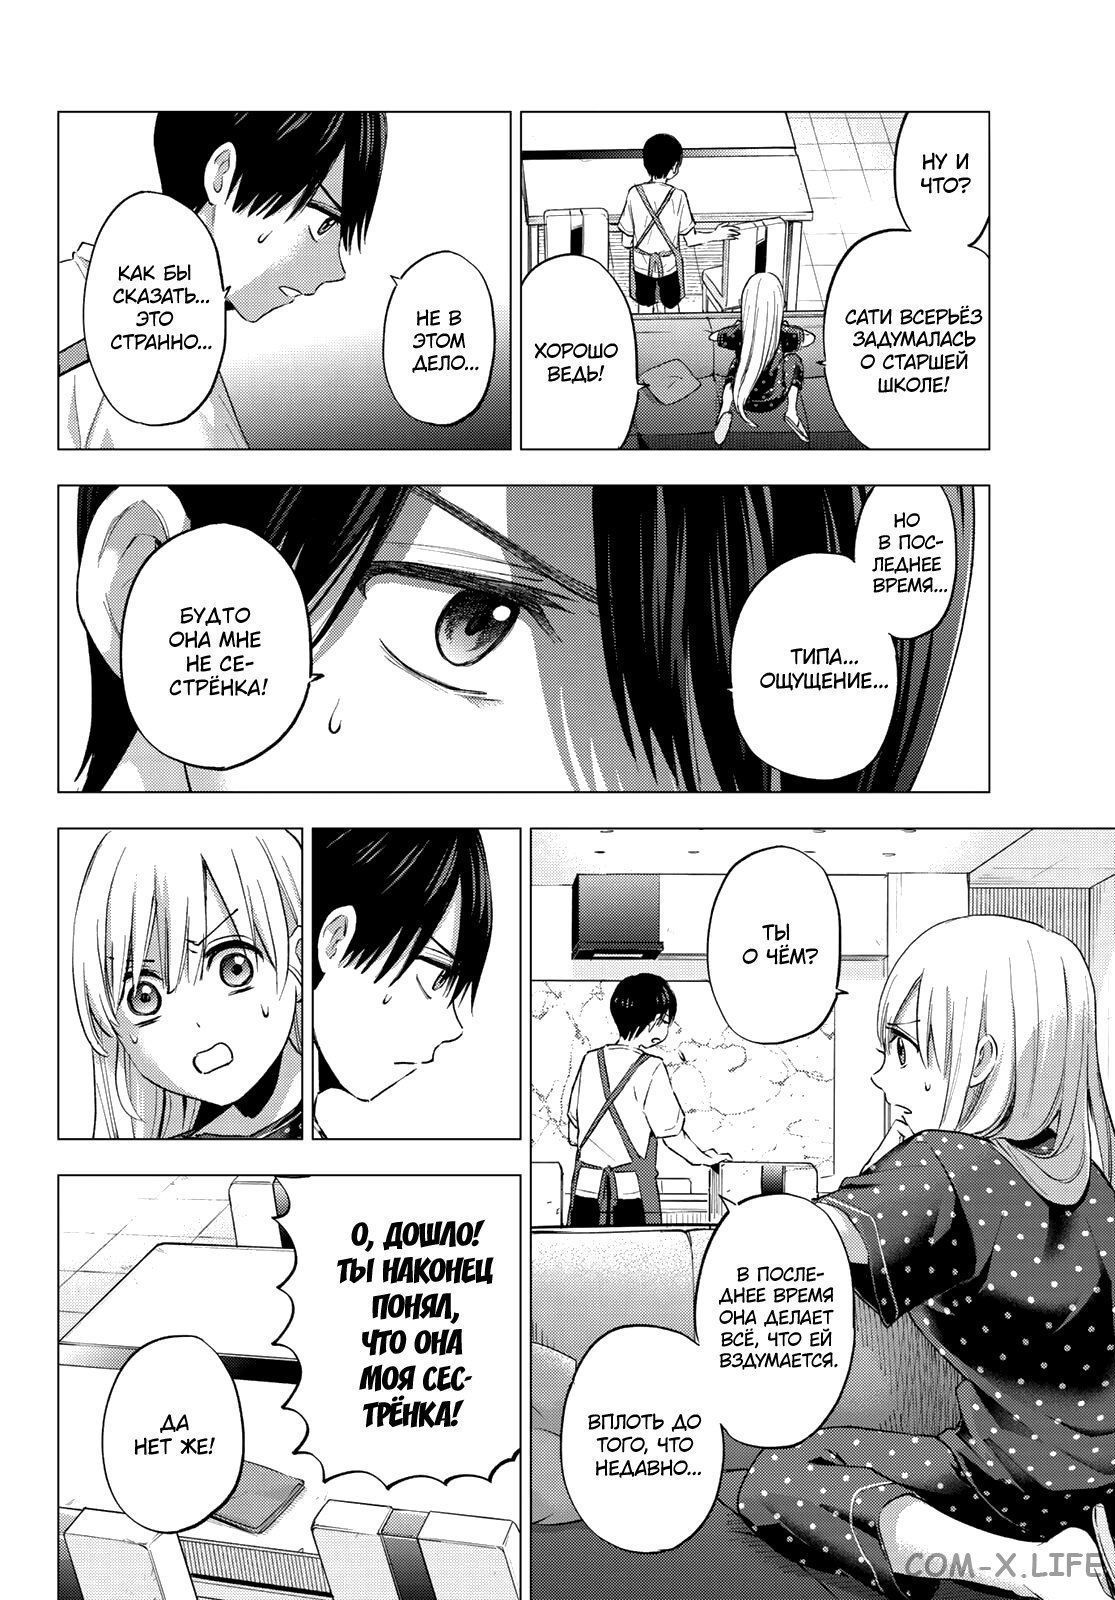 НУ И
ЧТО?
САТИ ВСЕРЬЁЗ
ЗАДУМАЛАСЬ
О СТАРШЕЙ
ШКОЛЕ!
ХОРОШО
ВЕДЬ!
НЕ В
ЭТОМ
ДЕЛО...
КАК БЫ
СКАЗАТЬ...
ЭТО
СТРАННО...
НО
В ПОС-
ЛЕДНЕЕ
ВРЕМЯ...
ТИПА...
ОЩУЩЕНИЕ...
БУДТО
ОНА МНЕ
НЕ СЕ-
СТРЁНКА!
ТЫ
О ЧЁМ?
В ПОСЛЕ-
ДНЕЕ ВРЕМЯ
ОНА ДЕЛАЕТ
ВСЁ, ЧТО ЕЙ
ВЗДУМАЕТСЯ.
ВПЛОТЬ ДО
ТОГО, ЧТО
НЕДАВНО...
О, ДОШЛО!
ТЫ НАКОНЕЦ
ПОНЯЛ,
ЧТО ОНА
МОЯ СЕС-
ТРЁНКА!
ДА
НЕТ ЖЕ!
COM-X.LIFE